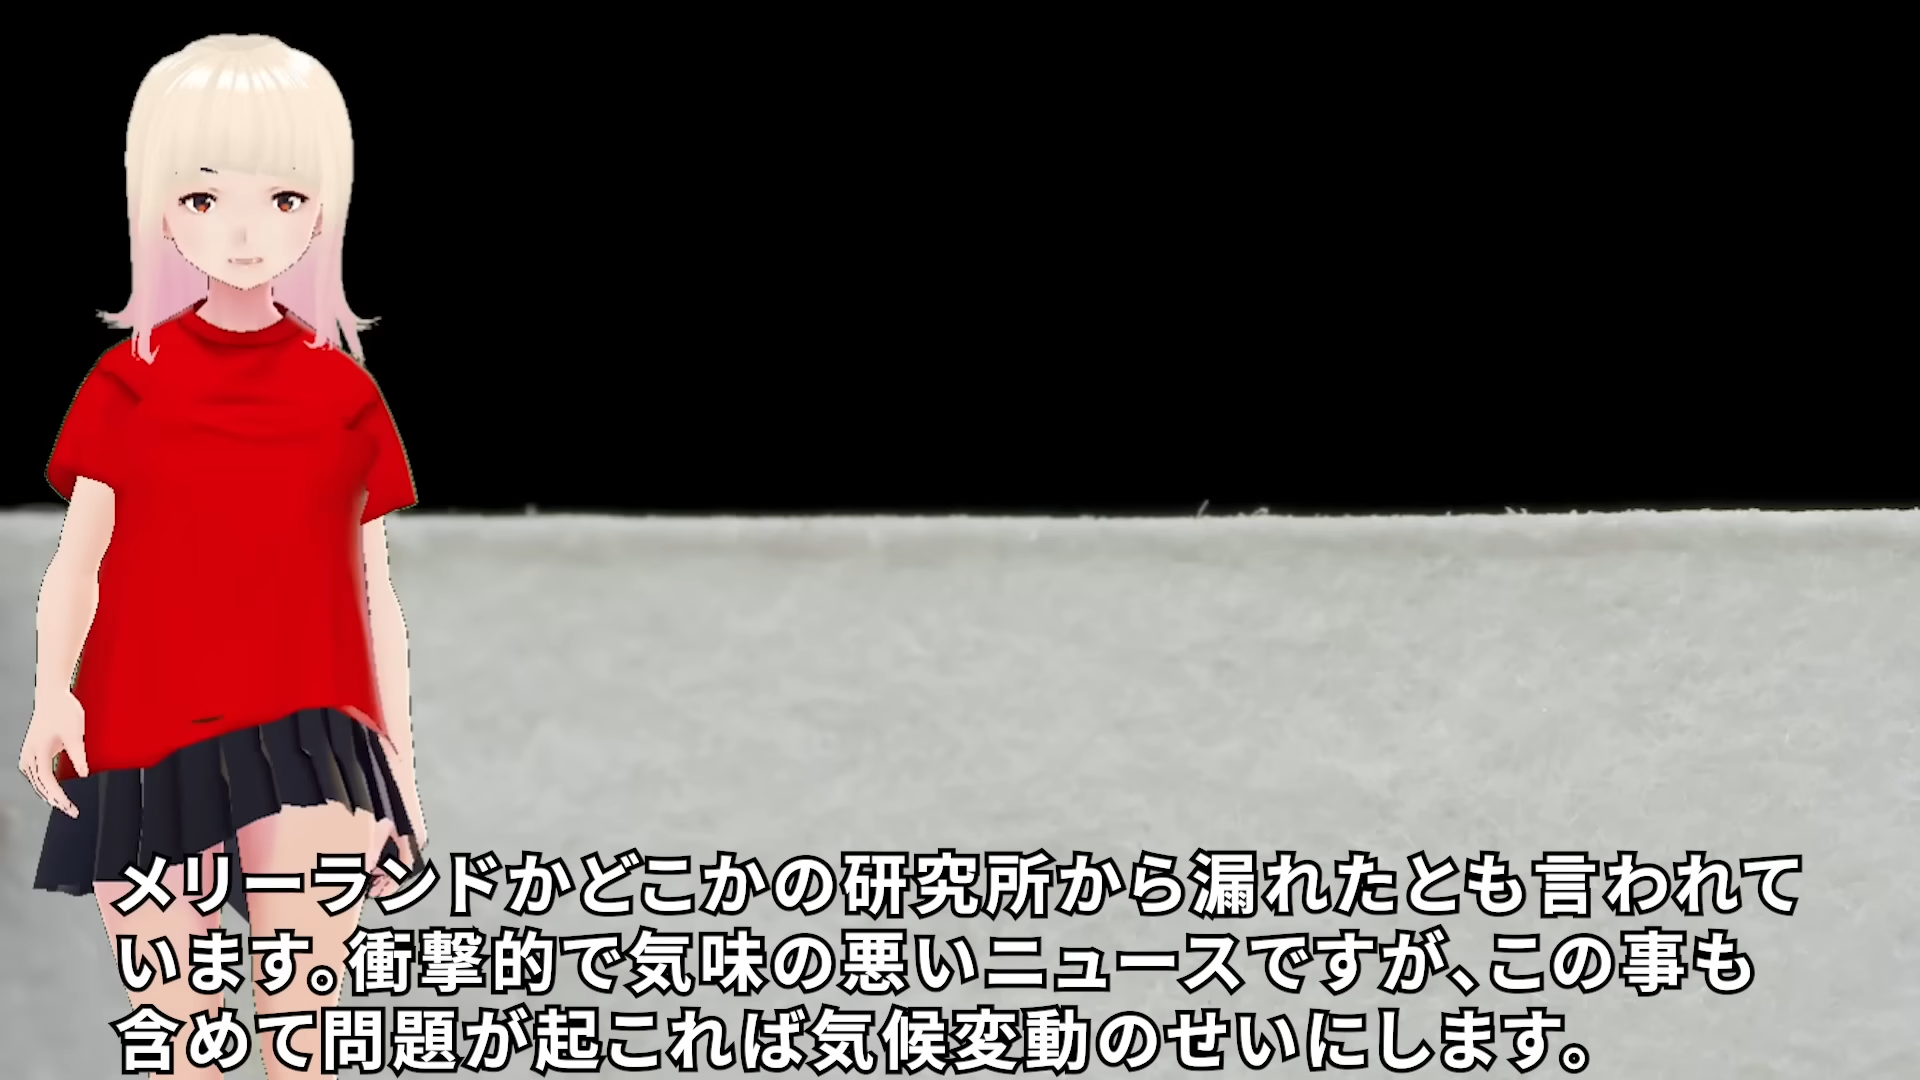 メリーランドかどこかの研究所から漏れたとも言われて
います。衝撃的で気味の悪いニュースですが、この事も
含めて問題が起これば気候変動のせいにします。